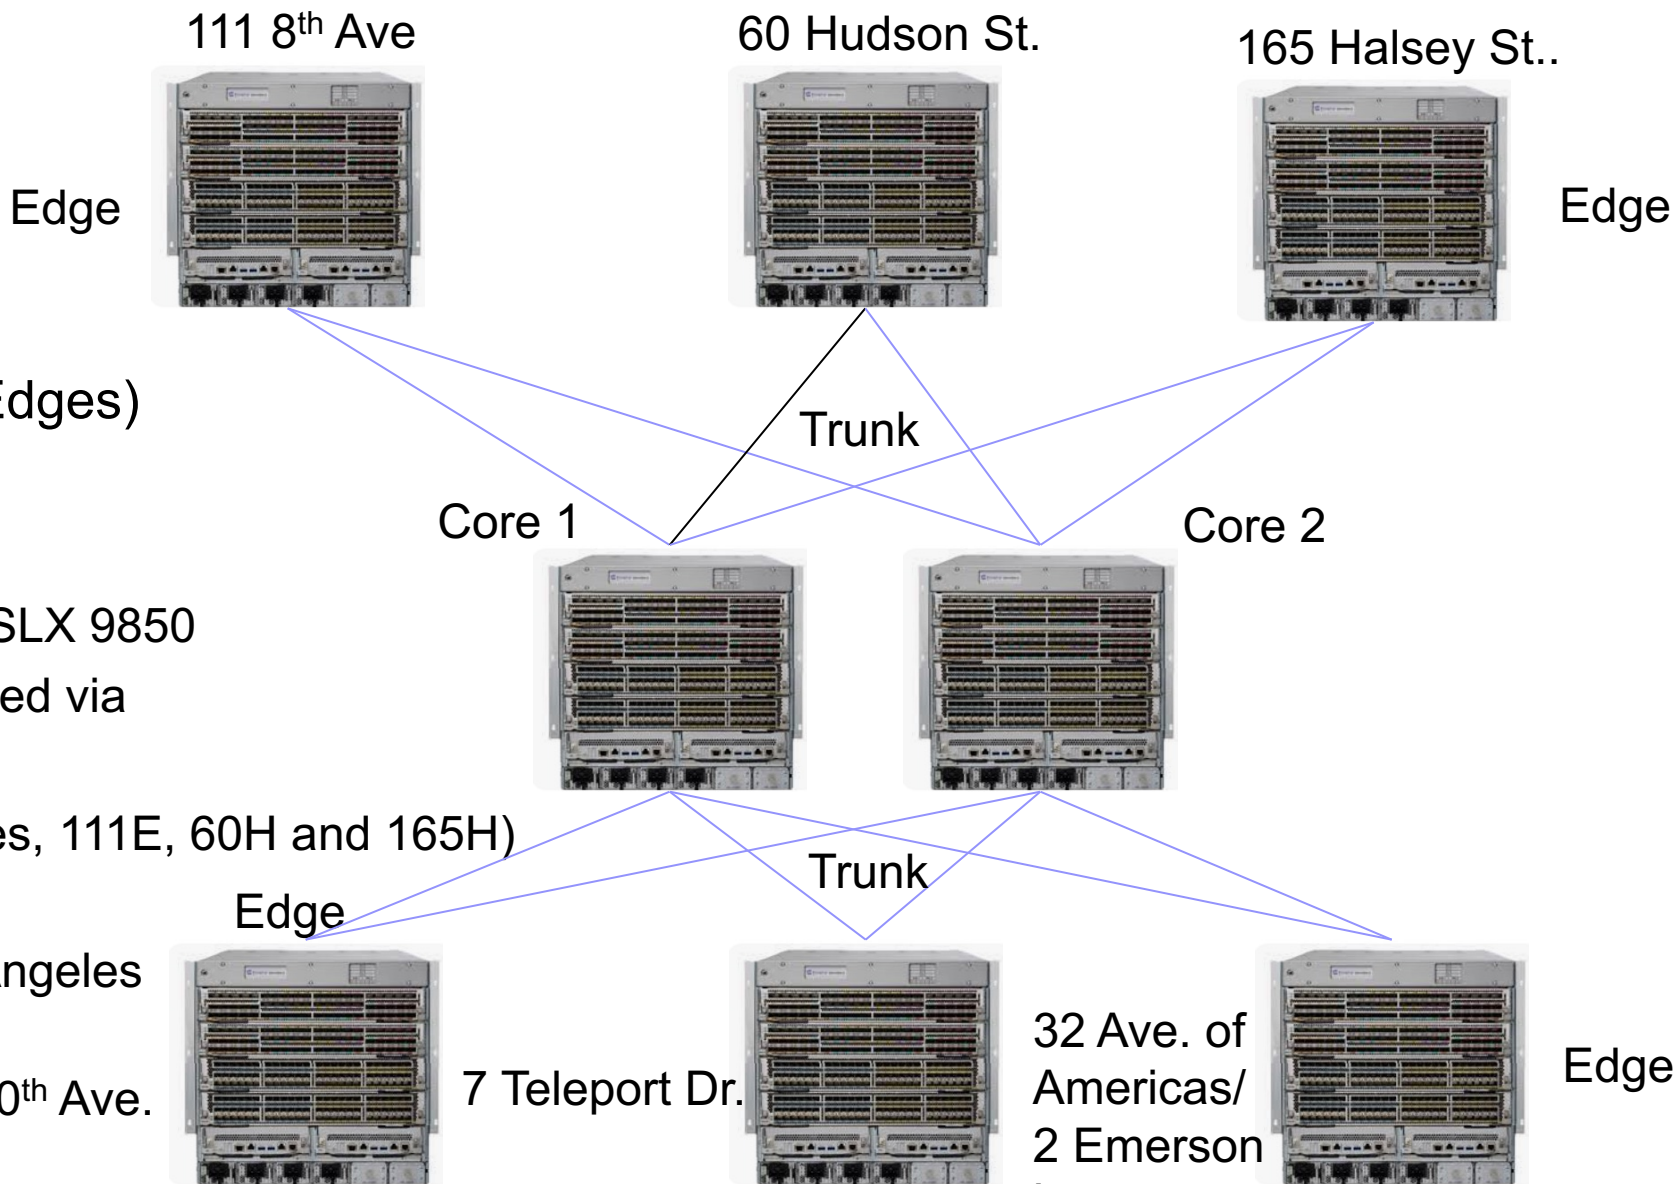 111 8th Ave
60 Hudson St.
165 Halsey St..
Edge
Edge
Edges)
Trunk
Core 1
Core 2
SLX 9850
ed via
es, 111E, 60H and 165H)
Trunk
Edge
Angeles
32 Ave. of
Americas/
2 Emerson
0th Ave.
7 Teleport Dr.
Edge